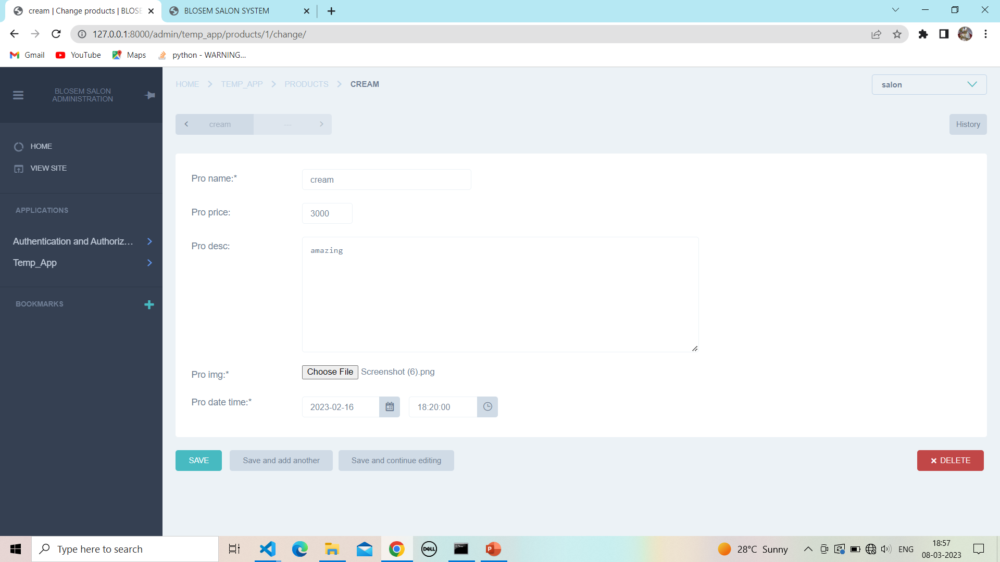 cream | Change products | BLOSE
BLOSEM SALON SYSTEM
127.0.0.1:8000/admin/temp_app/products/1/change/
Gmail
YouTube
Maps
python - WARNING...
BLOSEM SALON
ADMINISTRATION
HOME
VIEW SITE
APPLICATIONS
Authentication and Authoriz...
Temp_App
BOOKMARKS
HOME > TEMP_APP > PRODUCTS > CREAM
salon
cream
---
History
Pro name:*
cream
Pro price:
3000
Pro desc:
amazing
Pro img:*
Choose File Screenshot (6).png
Pro date time:*
2023-02-16
18:20:00
SAVE
Save and add another
Save and continue editing
DELETE
Type here to search
DELL
28°C Sunny
ENG
18:57
08-03-2023